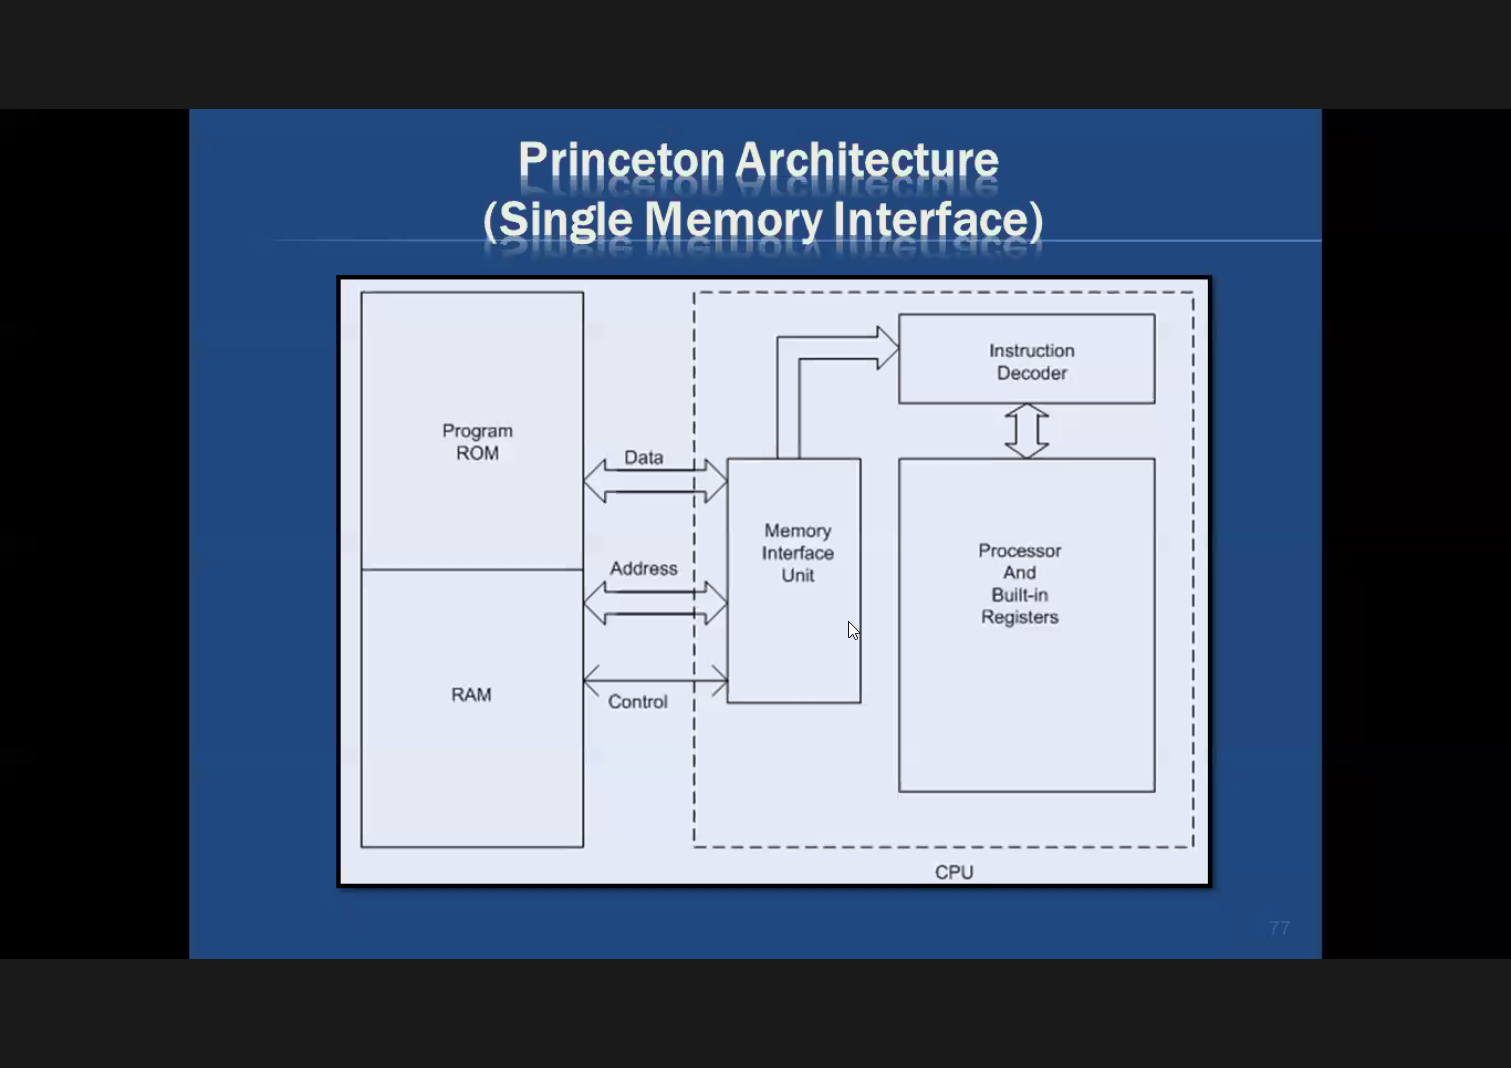 Princeton Architecture
(Single Memory Interface)
Program
ROM
RAM
Data
Address
Control
Memory
Interface
Unit
Instruction
Decoder
Processor
And
Built-in
Registers
CPU
77